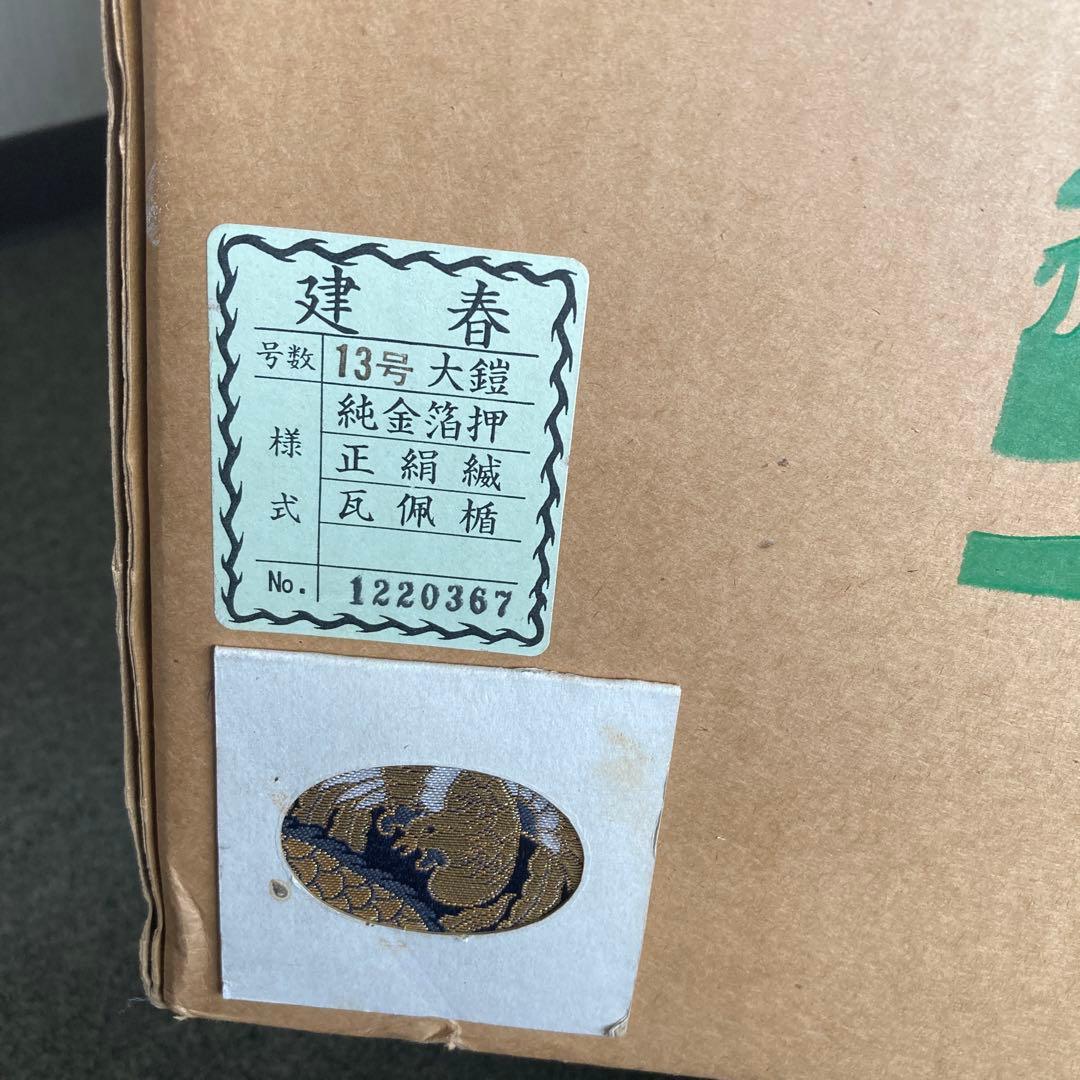 建春
号数 13号 大鎧
純金箔押
様式 正絹縅
瓦佩楯
No. 1220367